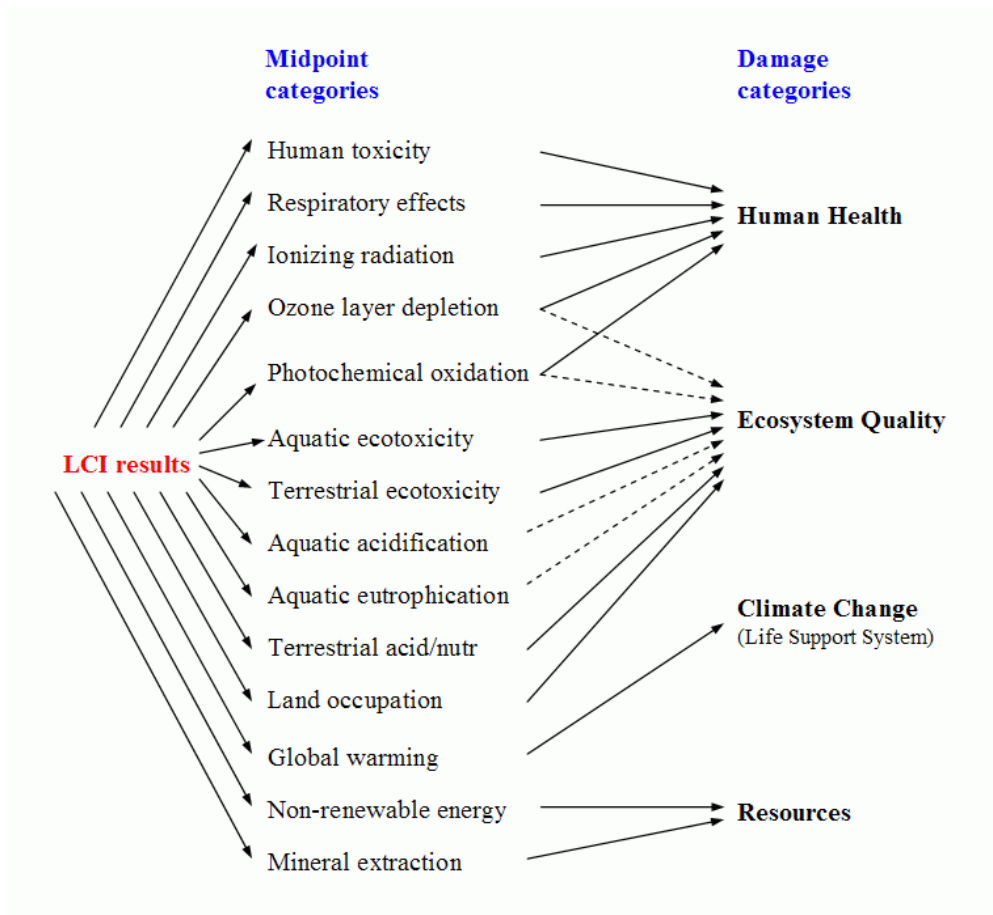 Midpoint
categories
Damage
categories
Human toxicity
Respiratory effects
Human Health
Ionizing radiation
Ozone layer depletion
Photochemical oxidation
Ecosystem Quality
Aquatic ecotoxicity
LCI results
Terrestrial ecotoxicity
Aquatic acidification
Aquatic eutrophication
Climate Change
(Life Support System)
Terrestrial acid/nutr
Land occupation
Global warming
Non-renewable energy
Resources
Mineral extraction